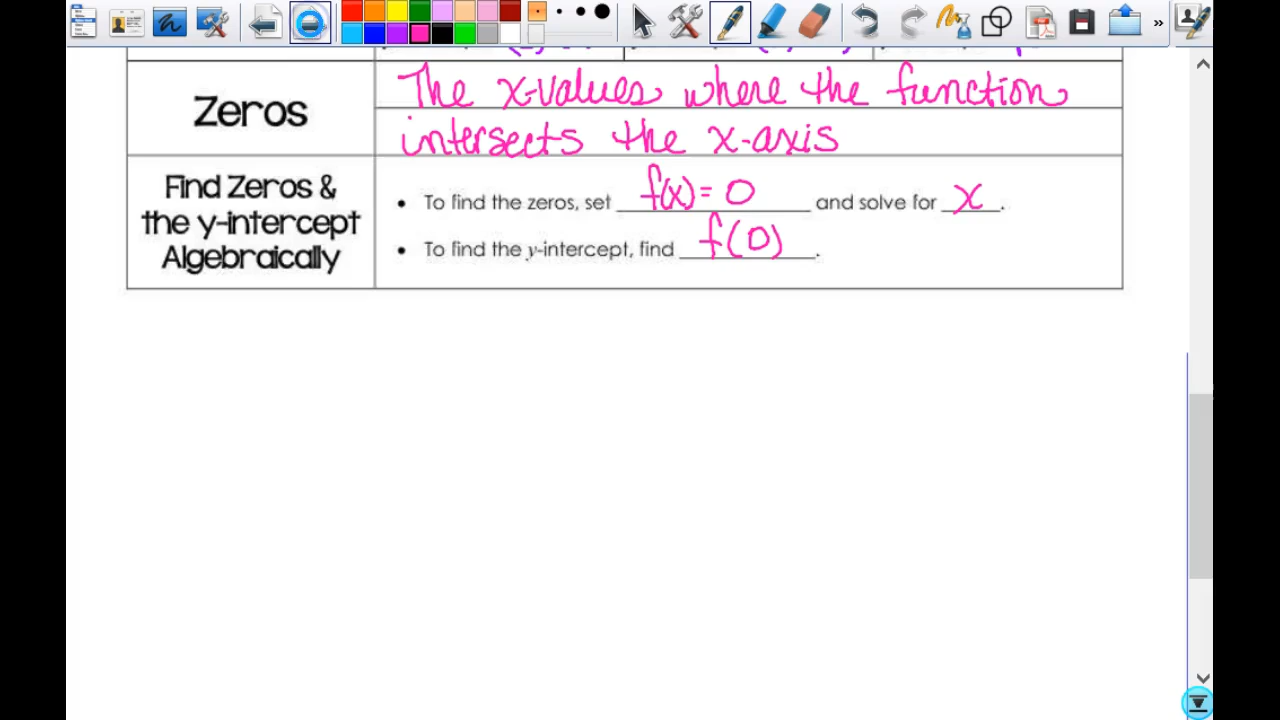 Zeros
The x-values where the function
intersects the x-axis
Find Zeros &
the y-intercept
Algebraically
• To find the zeros, set f(x) = 0 and solve for x.
• To find the y-intercept, find f(0).